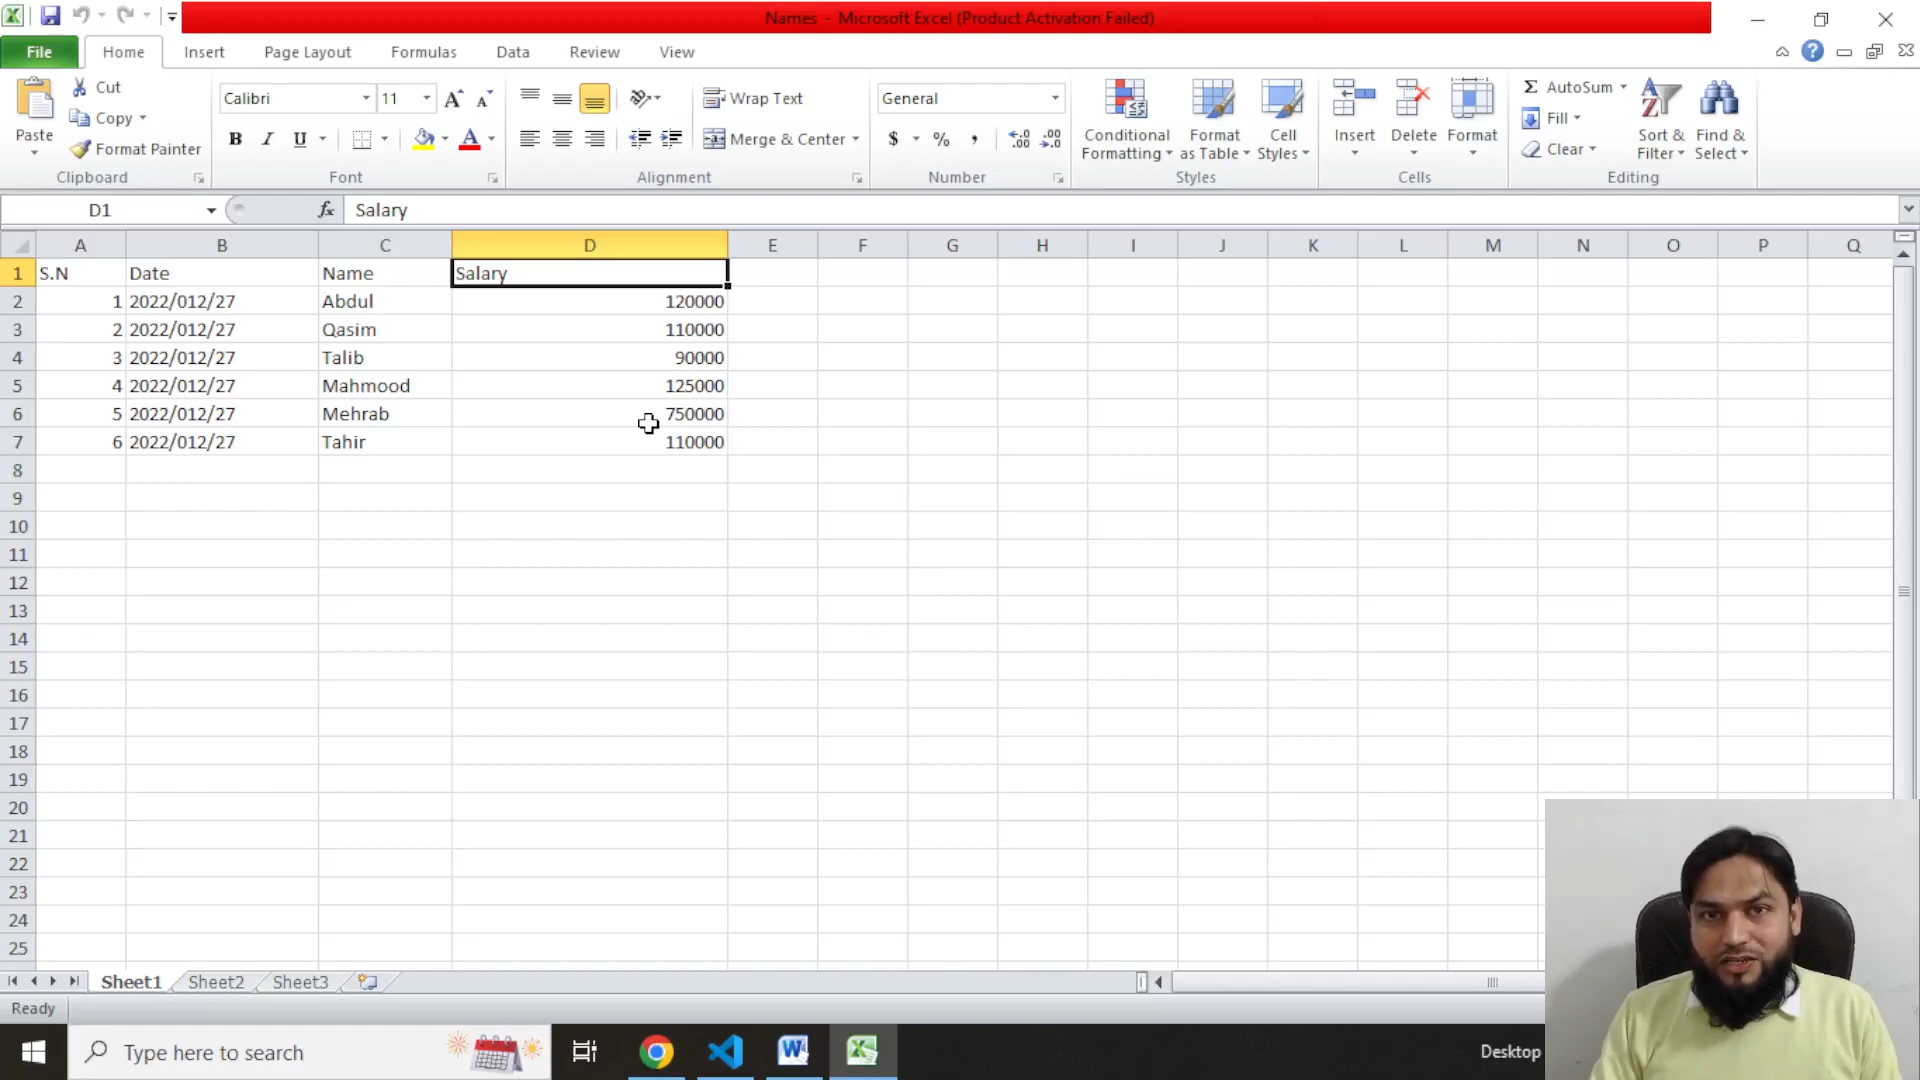 Names - Microsoft Excel (Product Activation Failed)
File Home Insert Page Layout Formulas Data Review View
Paste
Cut
Copy
Format Painter
Clipboard
Calibri 11
B I U
Font
Wrap Text
Merge & Center
Alignment
General
$ % ,
Number
Conditional Formatting
Format as Table
Cell Styles
Styles
Insert Delete Format
Cells
Σ AutoSum
Fill
Clear
Sort & Filter
Find & Select
Editing
D1 fx Salary
A B C D E F G H I J K L M N O P Q
1 S.N Date Name Salary
2 1 2022/012/27 Abdul 120000
3 2 2022/012/27 Qasim 110000
4 3 2022/012/27 Talib 90000
5 4 2022/012/27 Mahmood 125000
6 5 2022/012/27 Mehrab 750000
7 6 2022/012/27 Tahir 110000
8
9
10
11
12
13
14
15
16
17
18
19
20
21
22
23
24
25
Sheet1 Sheet2 Sheet3
Ready
Type here to search
Desktop